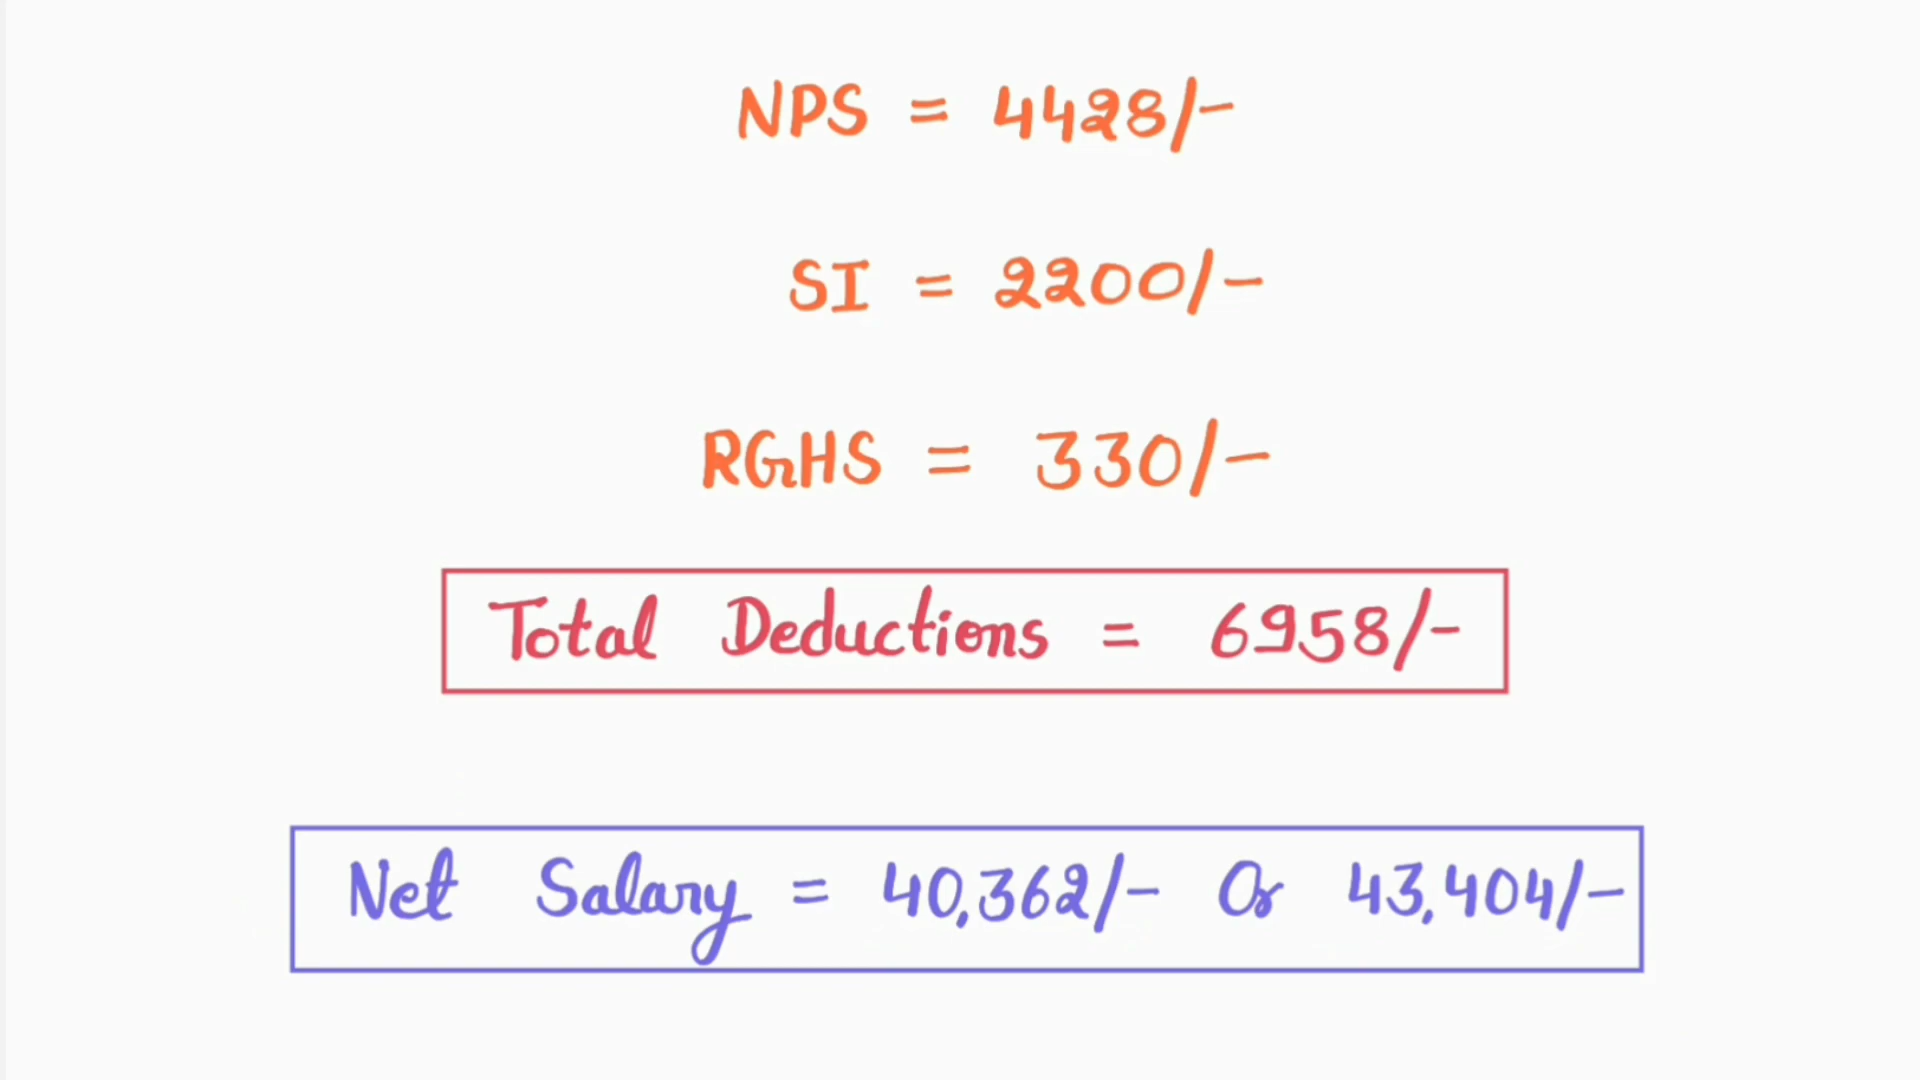 NPS = 4428/-
SI = 2200/-
RGHS = 330/-
Total Deductions = 6958/-
Net Salary = 40,362/- Or 43,404/-